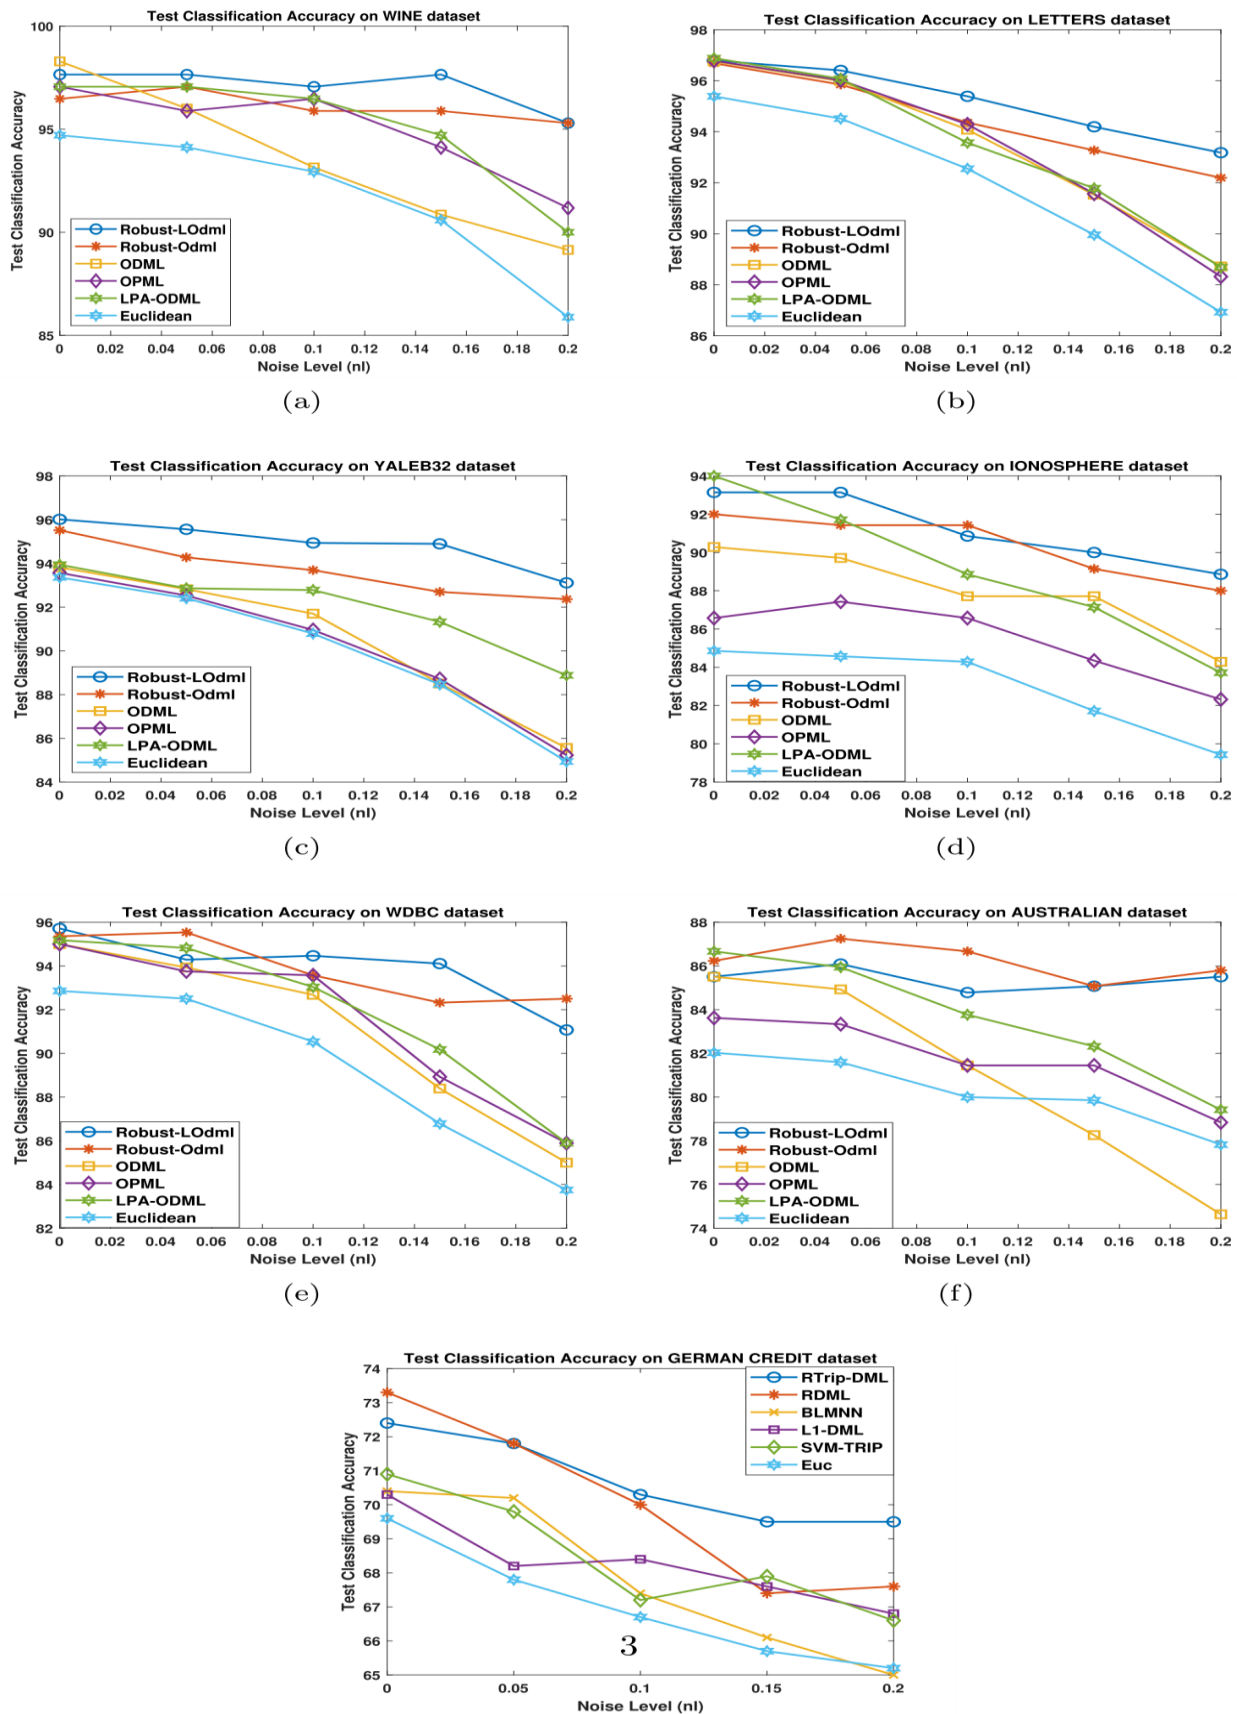 Test Classification Accuracy on WINE dataset
Test Classification Accuracy
100
95
90
85
0 0.02 0.04 0.06 0.08 0.1 0.12 0.14 0.16 0.18 0.2
Noise Level (nl)
Robust-LOdml
Robust-Odml
ODML
OPML
LPA-ODML
Euclidean
(a)
Test Classification Accuracy on LETTERS dataset
Test Classification Accuracy
98
96
94
92
90
88
86
0 0.02 0.04 0.06 0.08 0.1 0.12 0.14 0.16 0.18 0.2
Noise Level (nl)
Robust-LOdml
Robust-Odml
ODML
OPML
LPA-ODML
Euclidean
(b)
Test Classification Accuracy on YALEB32 dataset
Test Classification Accuracy
98
96
94
92
90
88
86
84
0 0.02 0.04 0.06 0.08 0.1 0.12 0.14 0.16 0.18 0.2
Noise Level (nl)
Robust-LOdml
Robust-Odml
ODML
OPML
LPA-ODML
Euclidean
(c)
Test Classification Accuracy on IONOSPHERE dataset
Test Classification Accuracy
94
92
90
88
86
84
82
80
78
0 0.02 0.04 0.06 0.08 0.1 0.12 0.14 0.16 0.18 0.2
Noise Level (nl)
Robust-LOdml
Robust-Odml
ODML
OPML
LPA-ODML
Euclidean
(d)
Test Classification Accuracy on WDBC dataset
Test Classification Accuracy
96
94
92
90
88
86
84
82
0 0.02 0.04 0.06 0.08 0.1 0.12 0.14 0.16 0.18 0.2
Noise Level (nl)
Robust-LOdml
Robust-Odml
ODML
OPML
LPA-ODML
Euclidean
(e)
Test Classification Accuracy on AUSTRALIAN dataset
Test Classification Accuracy
88
86
84
82
80
78
76
74
0 0.02 0.04 0.06 0.08 0.1 0.12 0.14 0.16 0.18 0.2
Noise Level (nl)
Robust-LOdml
Robust-Odml
ODML
OPML
LPA-ODML
Euclidean
(f)
Test Classification Accuracy on GERMAN CREDIT dataset
Test Classification Accuracy
74
73
72
71
70
69
68
67
66
65
0 0.05 0.1 0.15 0.2
Noise Level (nl)
RTrip-DML
RDML
BLMNN
L1-DML
SVM-TRIP
Euc
3